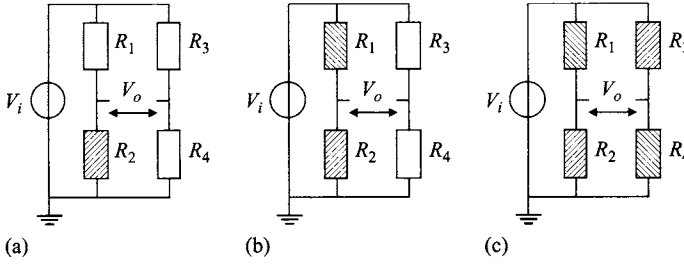 R1 R3 R1 R3 R1 R
Vi Vo Vi Vo Vi Vo
R2 R4 R2 R4 R2 R
(a) (b) (c)